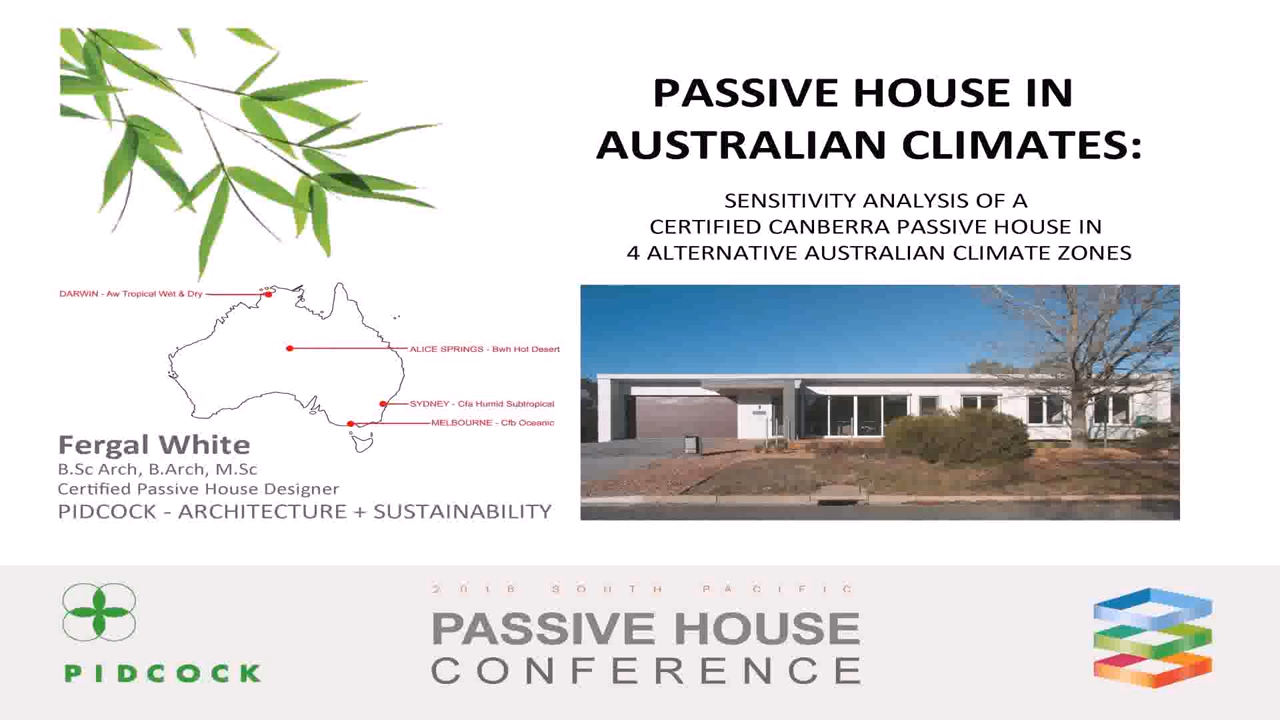 PASSIVE HOUSE IN
AUSTRALIAN CLIMATES:
SENSITIVITY ANALYSIS OF A
CERTIFIED CANBERRA PASSIVE HOUSE IN
4 ALTERNATIVE AUSTRALIAN CLIMATE ZONES
DARWIN - Aw Tropical Wet & Dry
ALICE SPRINGS - Bwh Hot Desert
SYDNEY - Cfa Humid Subtropical
MELBOURNE - Cfb Oceanic
Fergal White
B.Sc Arch, B.Arch, M.Sc
Certified Passive House Designer
PIDCOCK - ARCHITECTURE + SUSTAINABILITY
PIDCOCK
2018 SOUTH PACIFIC
PASSIVE HOUSE
CONFERENCE